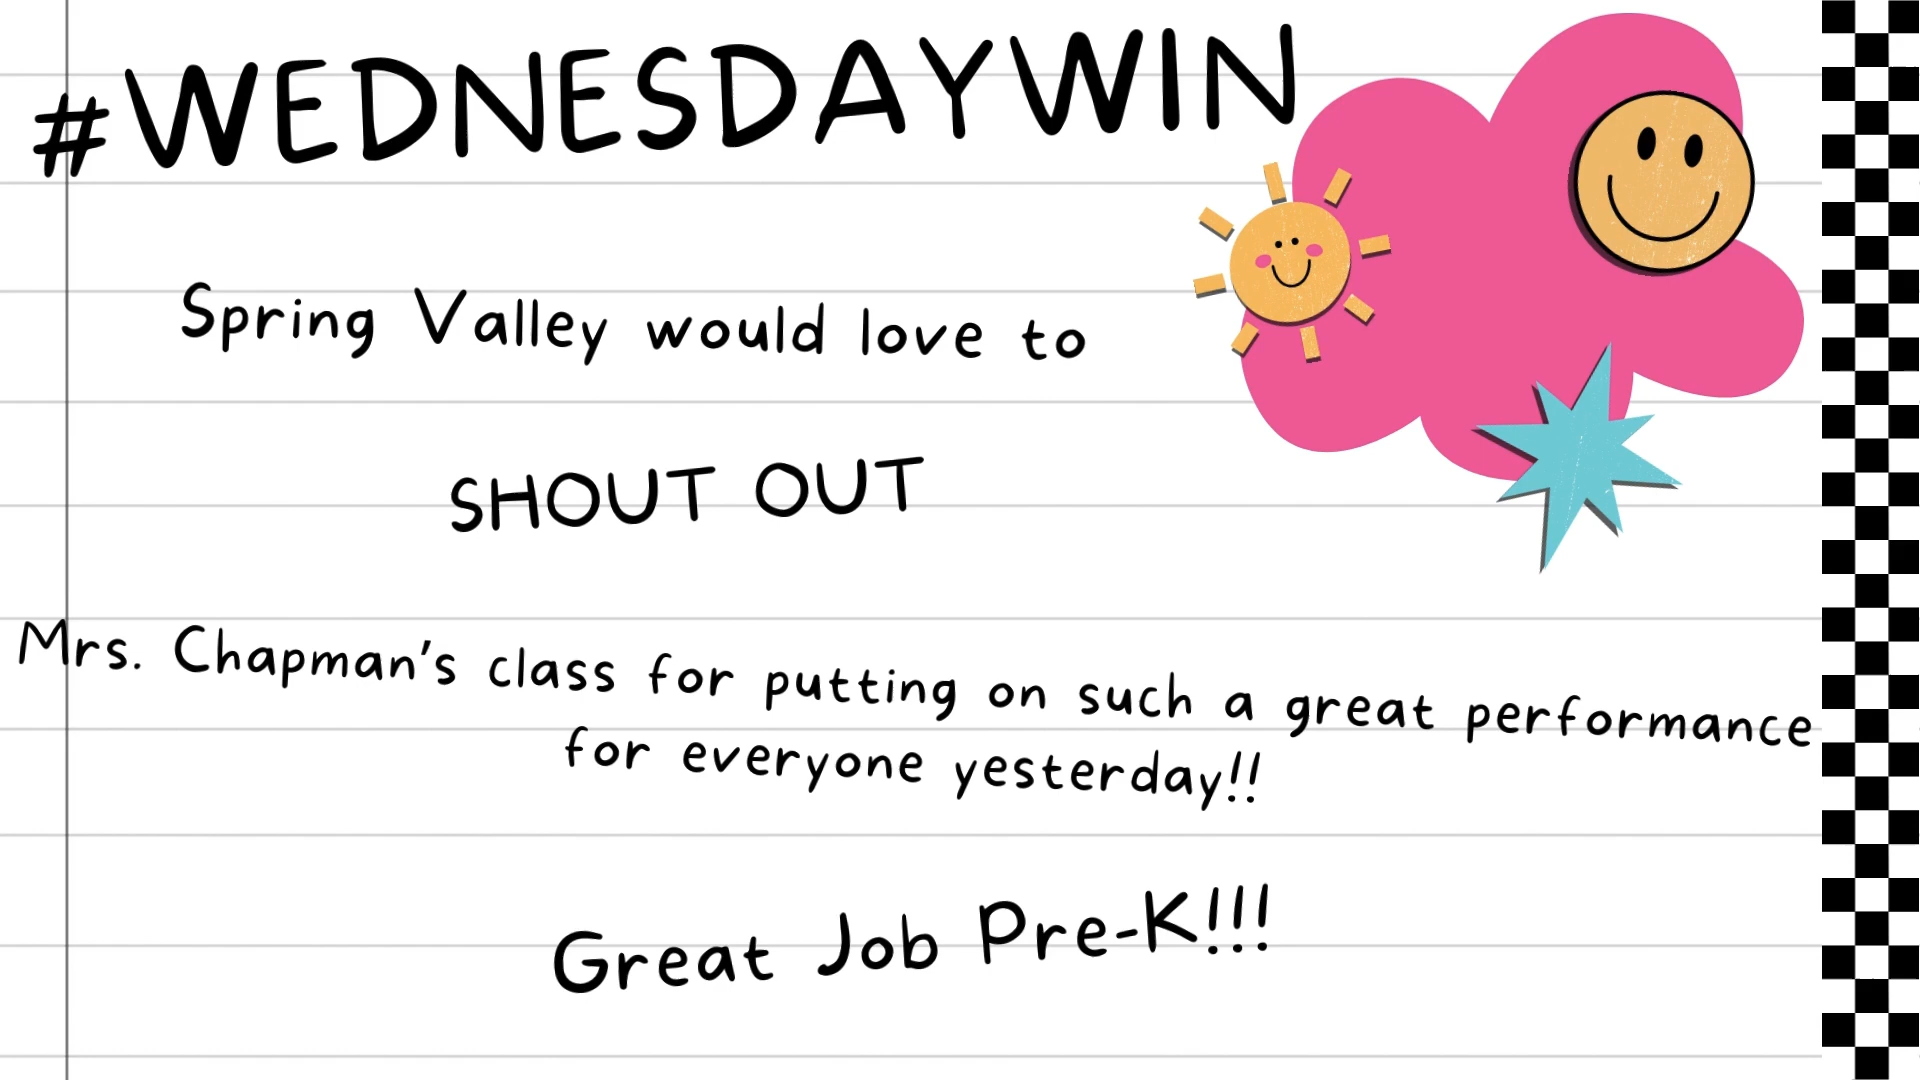 #WEDNESDAYWIN
Spring Valley would love to
SHOUT OUT
Mrs. Chapman's class for putting on such a great performance
for everyone yesterday!!
Great Job Pre-K!!!